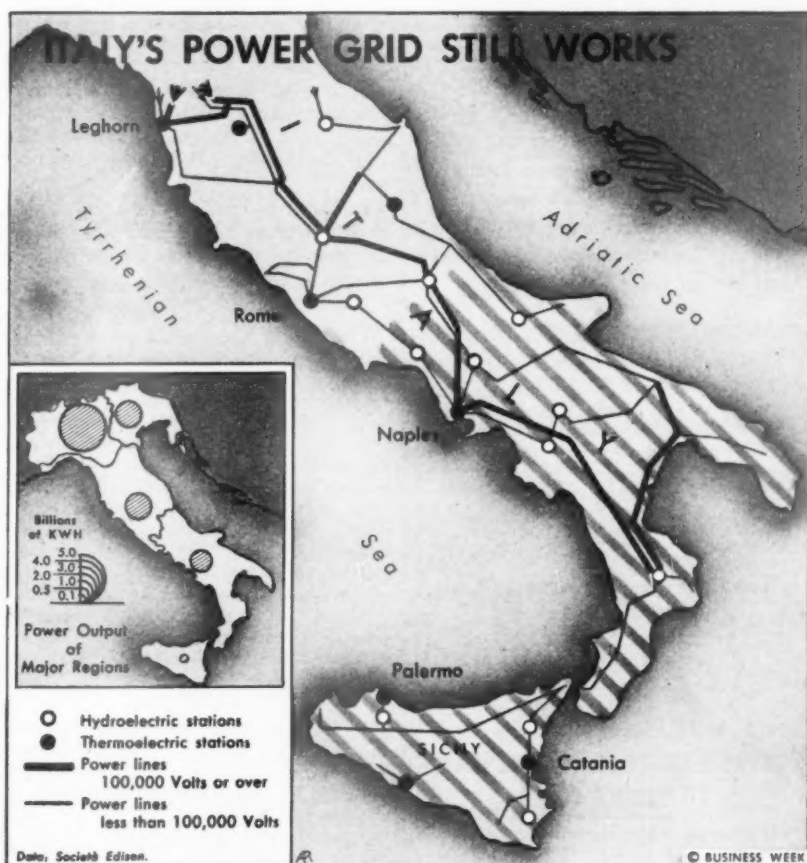 ITALY'S POWER GRID STILL WORKS
Leghorn
Tyrrhenian
Adriatic Sea
I
T
A
L
Y
Rome
Naples
Sea
Billions
of KWH
5.0
4.0
3.0
2.0
1.0
0.5
0.1
Power Output
of
Major Regions
Palermo
SICILY
Catania
Hydroelectric stations
Thermoelectric stations
Power lines
100,000 Volts or over
Power lines
less than 100,000 Volts
Data, Società Edison.
© BUSINESS WEEK